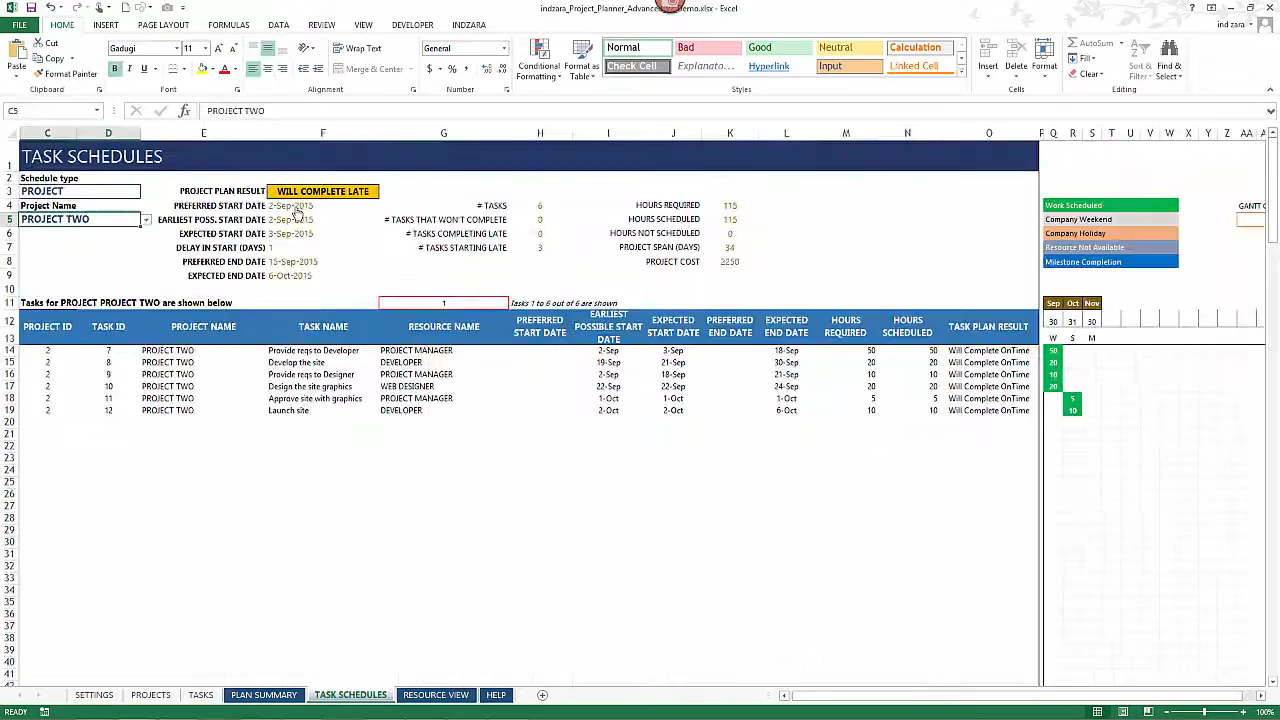 indzara_Project_Planner_Advanced Demo.xlsx - Excel
FILE HOME INSERT PAGE LAYOUT FORMULAS DATA REVIEW VIEW DEVELOPER INDZARA ind zara
Cut
Copy
Format Painter
Paste
Clipboard
Gadugi 11
B I U
Font
Wrap Text
Merge & Center
Alignment
General
$ % ,
Number
Conditional Formatting
Format as Table
Normal Bad Good Neutral Calculation
Check Cell Explanato... Hyperlink Input Linked Cell
Styles
Insert Delete Format
Cells
AutoSum
Fill
Clear
Sort & Filter
Find & Select
Editing
C5 fx PROJECT TWO
C D E F G H I J K L M N O P Q R S T U V W X Y Z AA
TASK SCHEDULES
Schedule type
PROJECT PROJECT PLAN RESULT WILL COMPLETE LATE
Project Name PREFERRED START DATE 2-Sep-2015 # TASKS 6 HOURS REQUIRED 115 Work Scheduled GANTT C
PROJECT TWO EARLIEST POSS. START DATE # TASKS THAT WON'T COMPLETE 0 HOURS SCHEDULED 115 Company Weekend
EXPECTED START DATE 3-Sep-2015 # TASKS COMPLETING LATE 0 HOURS NOT SCHEDULED 0 Company Holiday
DELAY IN START (DAYS) 1 # TASKS STARTING LATE 3 PROJECT SPAN (DAYS) 34 Resource Not Available
PREFERRED END DATE 15-Sep-2015 PROJECT COST 2250 Milestone Completion
EXPECTED END DATE 6-Oct-2015
Tasks for PROJECT PROJECT TWO are shown below 1 Tasks 1 to 6 out of 6 are shown Sep Oct Nov
PROJECT ID TASK ID PROJECT NAME TASK NAME RESOURCE NAME PREFERRED START DATE EARLIEST POSSIBLE START DATE EXPECTED START DATE PREFERRED END DATE EXPECTED END DATE HOURS REQUIRED HOURS SCHEDULED TASK PLAN RESULT 30 31 30
W S M
2 7 PROJECT TWO Provide reqs to Developer PROJECT MANAGER 2-Sep 3-Sep 18-Sep 50 50 Will Complete OnTime 50
2 8 PROJECT TWO Develop the site DEVELOPER 19-Sep 21-Sep 30-Sep 20 20 Will Complete OnTime 20
2 9 PROJECT TWO Provide reqs to Designer PROJECT MANAGER 2-Sep 18-Sep 21-Sep 10 10 Will Complete OnTime 10
2 10 PROJECT TWO Design the site graphics WEB DESIGNER 22-Sep 22-Sep 24-Sep 20 20 Will Complete OnTime 20
2 11 PROJECT TWO Approve site with graphics PROJECT MANAGER 1-Oct 1-Oct 1-Oct 5 5 Will Complete OnTime 5
2 12 PROJECT TWO Launch site DEVELOPER 2-Oct 2-Oct 6-Oct 10 10 Will Complete OnTime 10
SETTINGS PROJECTS TASKS PLAN SUMMARY TASK SCHEDULES RESOURCE VIEW HELP
READY 100%